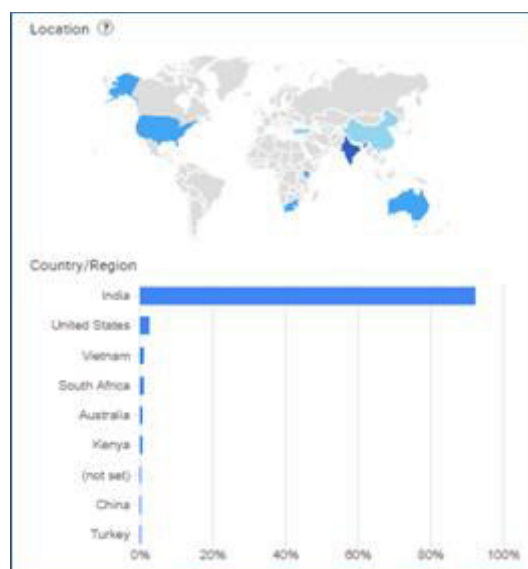 Location ?
Country/Region
India
United States
Vietnam
South Africa
Australia
Kenya
(not set)
China
Turkey
0% 20% 40% 60% 80% 100%